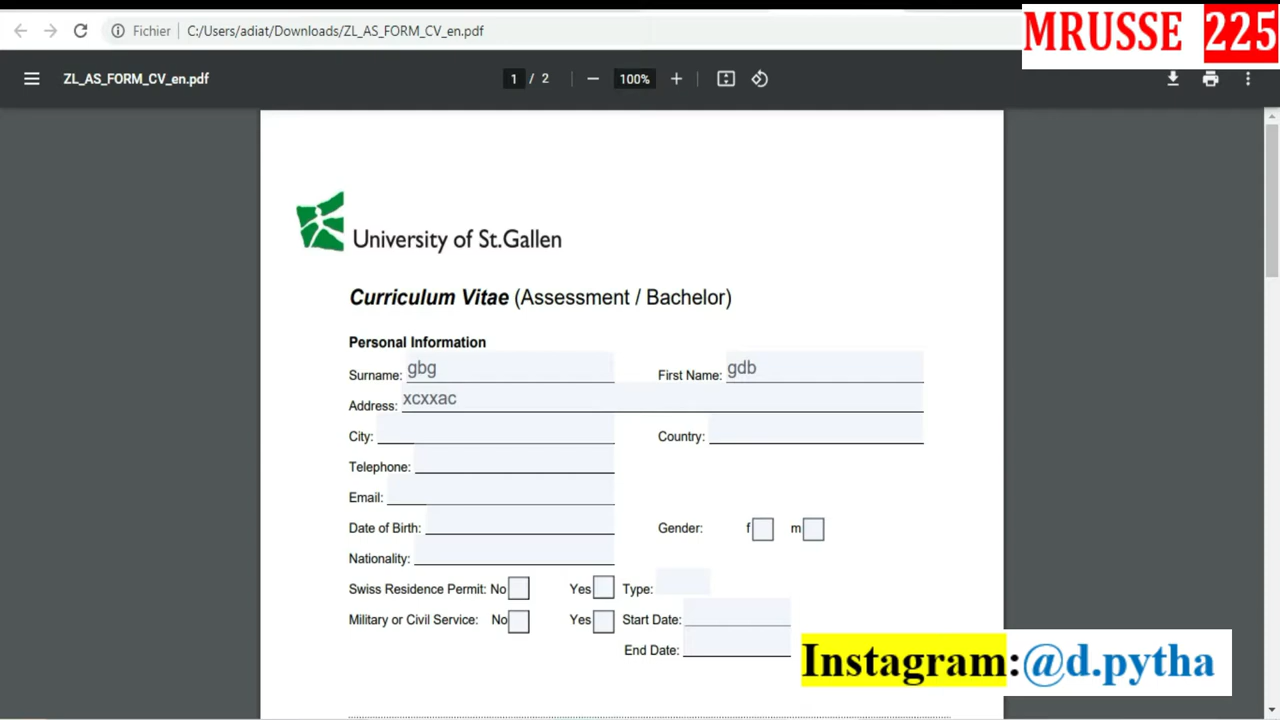 MRUSSE 225
Fichier C:/Users/adiat/Downloads/ZL_AS_FORM_CV_en.pdf
ZL_AS_FORM_CV_en.pdf 1 / 2 100%
University of St.Gallen
Curriculum Vitae (Assessment / Bachelor)
Personal Information
Surname: gbg First Name: gdb
Address: xcxxac
City: Country:
Telephone:
Email:
Date of Birth: Gender: f m
Nationality:
Swiss Residence Permit: No Yes Type:
Military or Civil Service: No Yes Start Date:
End Date:
Instagram:@d.pytha